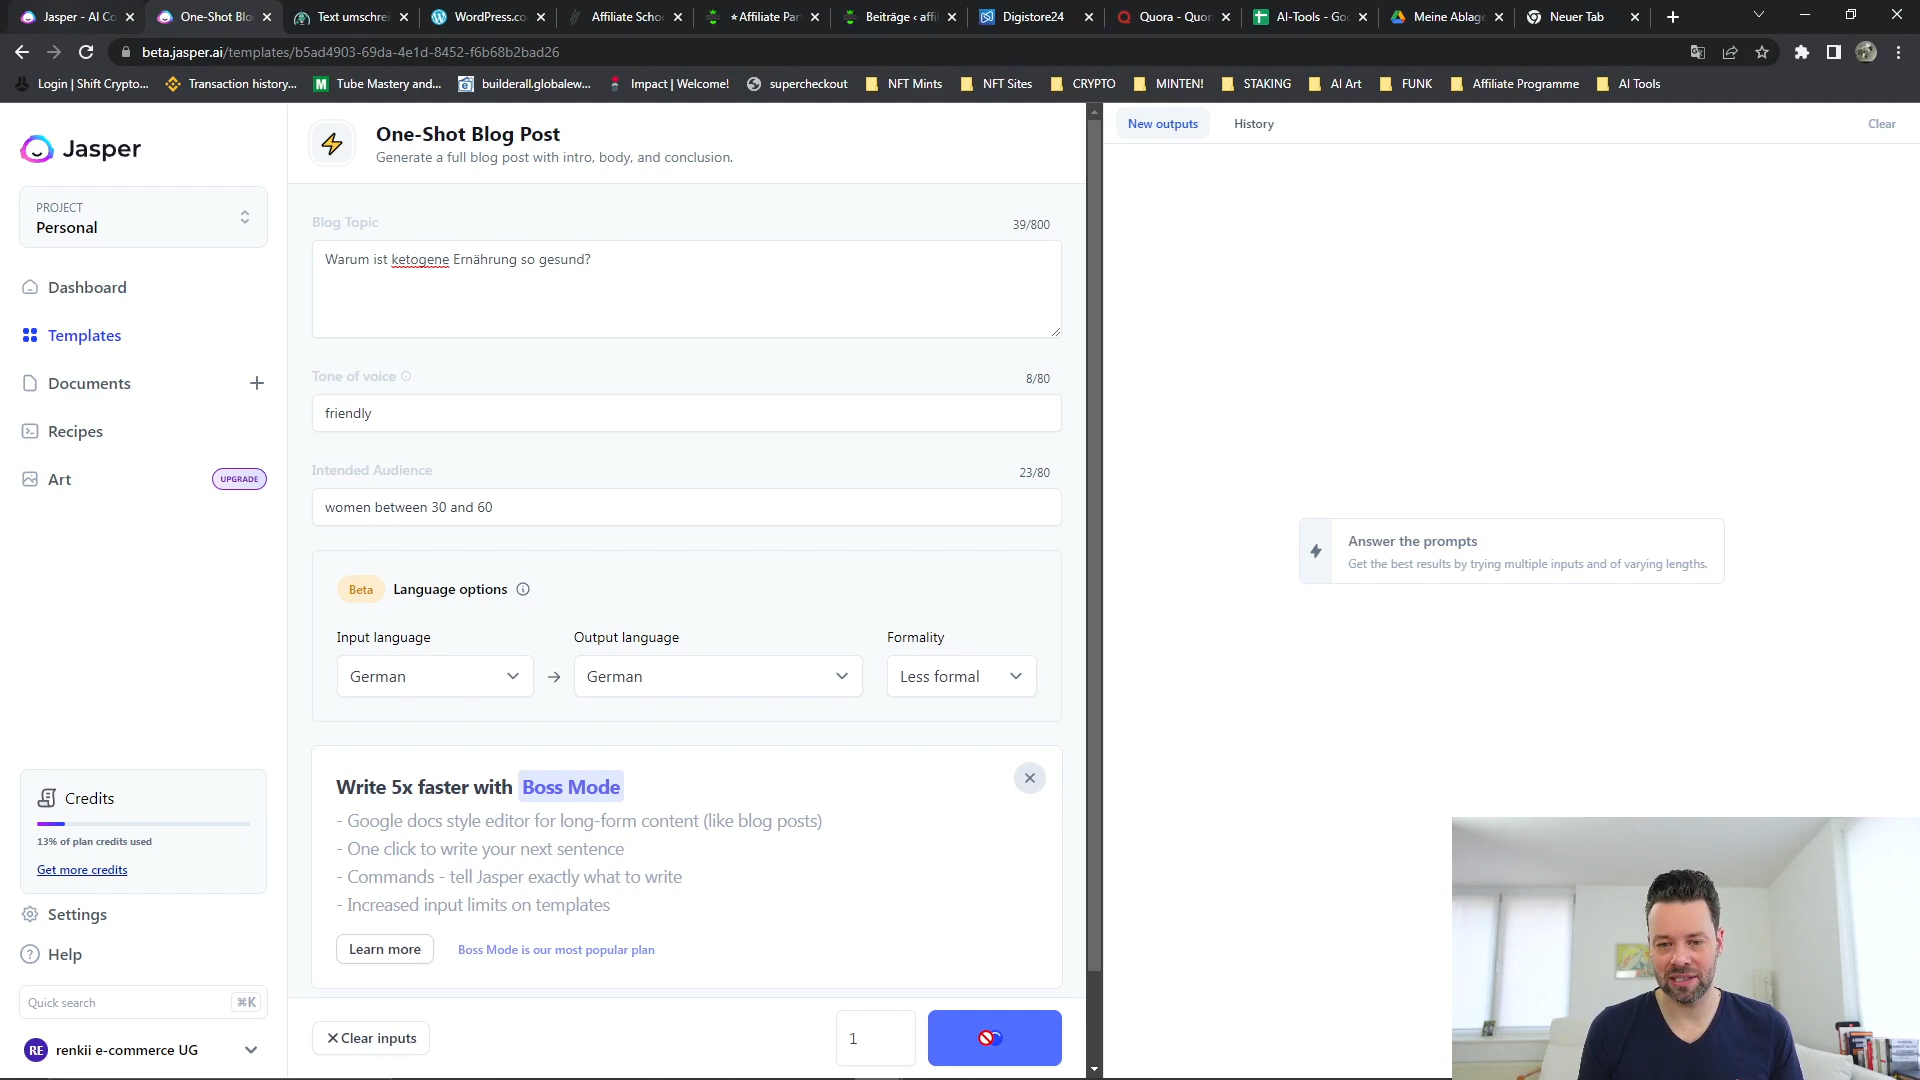 Jasper - AI Co
One-Shot Blo
Text umschrei
WordPress.co
Affiliate Scho
★Affiliate Par
Beiträge ‹ affil
Digistore24
Quora - Quor
AI-Tools - Goo
Meine Ablage
Neuer Tab
beta.jasper.ai/templates/b5ad4903-69da-4e1d-8452-f6b68b2bad26
Login | Shift Crypto...
Transaction history...
Tube Mastery and...
builderall.globalew...
Impact | Welcome!
supercheckout
NFT Mints
NFT Sites
CRYPTO
MINTEN!
STAKING
AI Art
FUNK
Affiliate Programme
AI Tools
Jasper
PROJECT
Personal
Dashboard
Templates
Documents
Recipes
Art
UPGRADE
Credits
13% of plan credits used
Get more credits
Settings
Help
Quick search
⌘K
RE
renkii e-commerce UG
One-Shot Blog Post
Generate a full blog post with intro, body, and conclusion.
Blog Topic
39/800
Warum ist ketogene Ernährung so gesund?
Tone of voice
8/80
friendly
Intended Audience
23/80
women between 30 and 60
Beta
Language options
Input language
Output language
Formality
German
German
Less formal
Write 5x faster with Boss Mode
- Google docs style editor for long-form content (like blog posts)
- One click to write your next sentence
- Commands - tell Jasper exactly what to write
- Increased input limits on templates
Learn more
Boss Mode is our most popular plan
Clear inputs
1
New outputs
History
Clear
Answer the prompts
Get the best results by trying multiple inputs and of varying lengths.